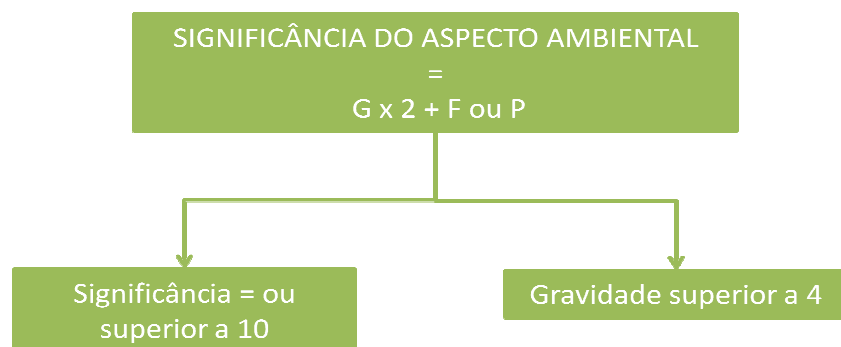 SIGNIFICÂNCIA DO ASPECTO AMBIENTAL
=
G x 2 + F ou P
Significância = ou
superior a 10
Gravidade superior a 4